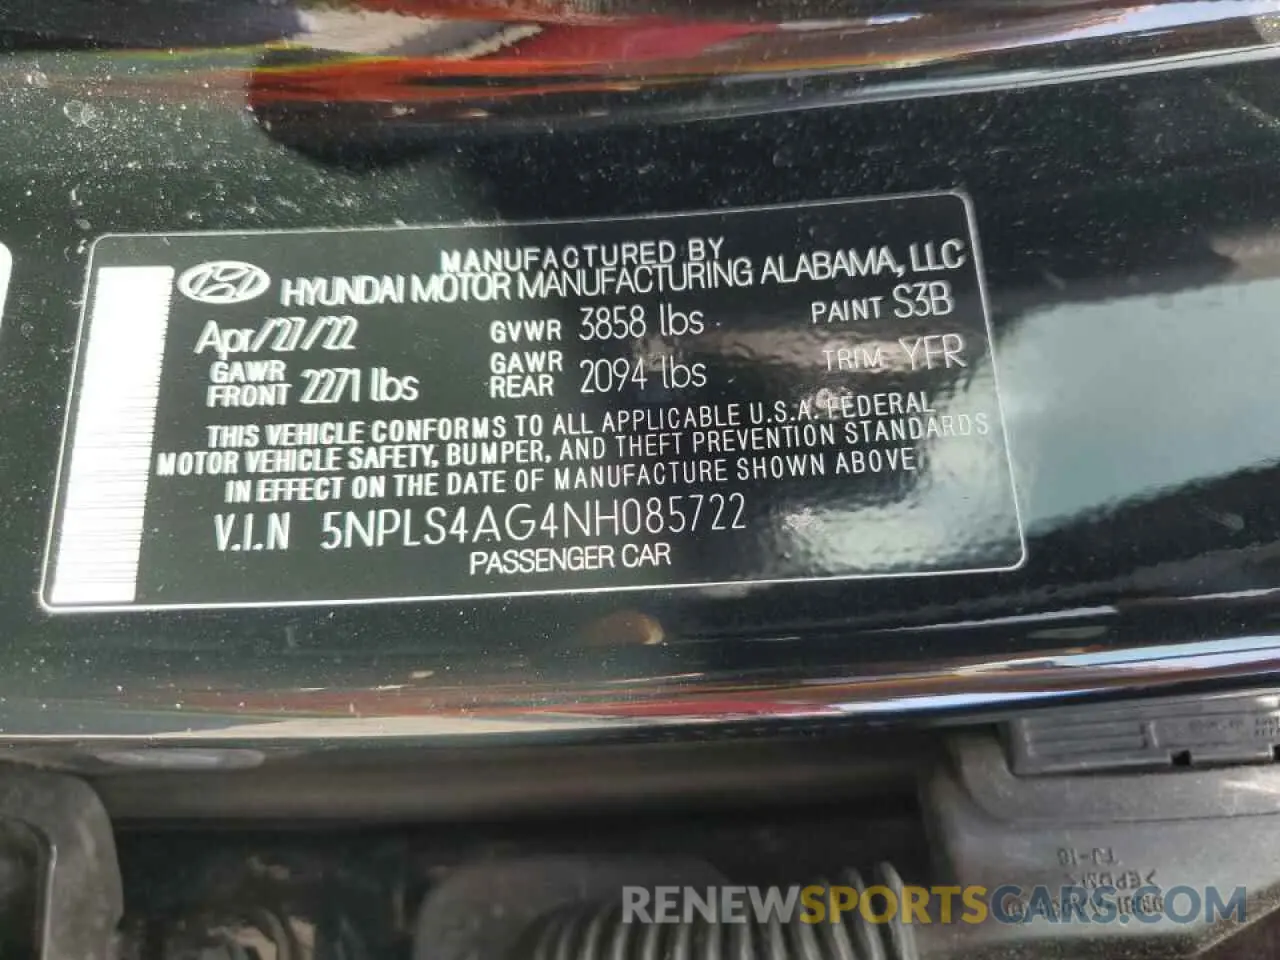 MANUFACTURED BY
HYUNDAI MOTOR MANUFACTURING ALABAMA, LLC
Apr/27/22 GVWR 3858 lbs PAINT S3B
GAWR FRONT 2271 lbs GAWR REAR 2094 lbs TRIM YFR
THIS VEHICLE CONFORMS TO ALL APPLICABLE U.S.A. FEDERAL
MOTOR VEHICLE SAFETY, BUMPER, AND THEFT PREVENTION STANDARDS
IN EFFECT ON THE DATE OF MANUFACTURE SHOWN ABOVE
V.I.N 5NPLS4AG4NH085722
PASSENGER CAR
TJ-16
RENEWSPORTSCARS.COM